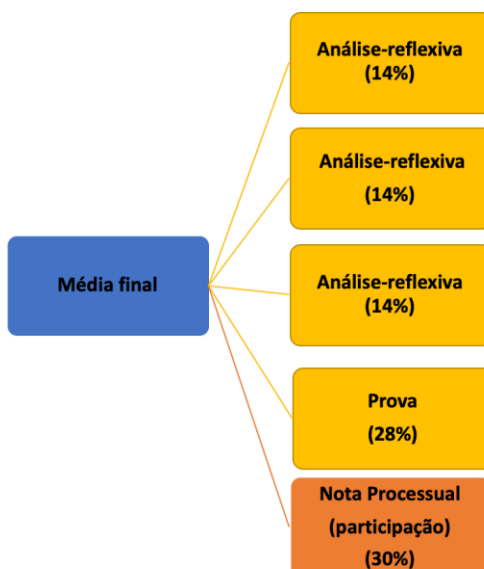 Análise-reflexiva
(14%)
Análise-reflexiva
(14%)
Média final
Análise-reflexiva
(14%)
Prova
(28%)
Nota Processual
(participação)
(30%)